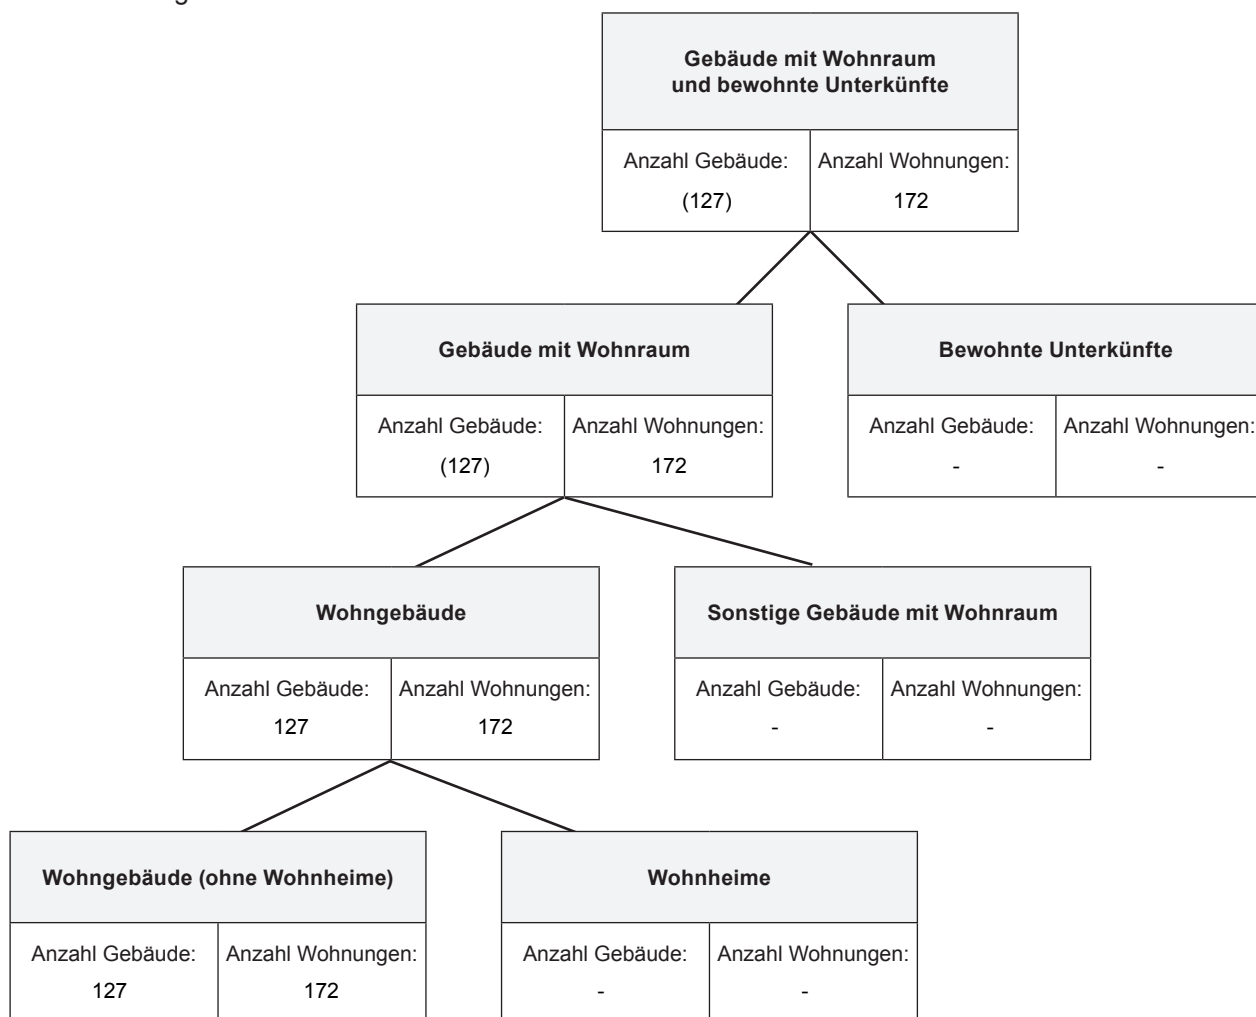 Gebäude mit Wohnraum
und bewohnte Unterkünfte
Anzahl Gebäude: Anzahl Wohnungen:
(127) 172
Gebäude mit Wohnraum Bewohnte Unterkünfte
Anzahl Gebäude: Anzahl Wohnungen: Anzahl Gebäude: Anzahl Wohnungen:
(127) 172 - -
Wohngebäude Sonstige Gebäude mit Wohnraum
Anzahl Gebäude: Anzahl Wohnungen: Anzahl Gebäude: Anzahl Wohnungen:
127 172 - -
Wohngebäude (ohne Wohnheime) Wohnheime
Anzahl Gebäude: Anzahl Wohnungen: Anzahl Gebäude: Anzahl Wohnungen:
127 172 - -